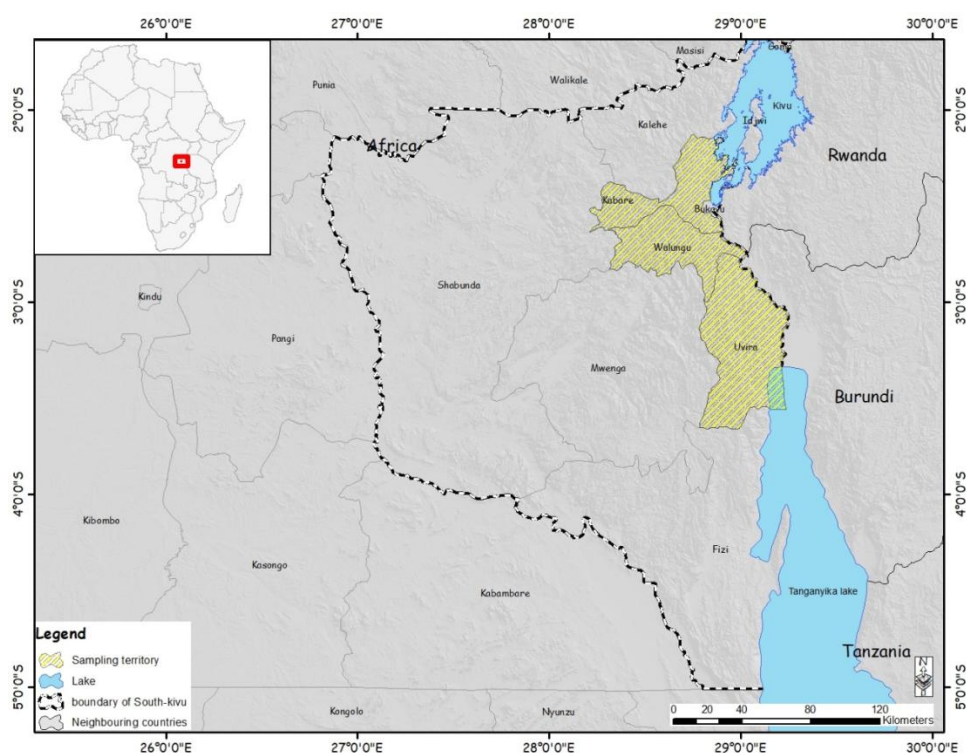 26°0'0"E
27°0'0"E
28°0'0"E
29°0'0"E
30°0'0"E
Masisi
Goma
Punia
Walikale
2°0'0"S
2°0'0"S
Kivu
Idjwi
Kalehe
Africa
Rwanda
Kabare
Bukavu
Walungu
Shabunda
Kindu
3°0'0"S
3°0'0"S
Pangi
Uvira
Mwenga
Burundi
4°0'0"S
4°0'0"S
Kibombo
Fizi
Kasongo
Kabambare
Tanganyika lake
Legend
Sampling territory
Lake
boundary of South-kivu
Neighbouring countries
Tanzania
N
5°0'0"S
5°0'0"S
Kongolo
Nyunzu
0 20 40 80 120
Kilometers
26°0'0"E
27°0'0"E
28°0'0"E
29°0'0"E
30°0'0"E